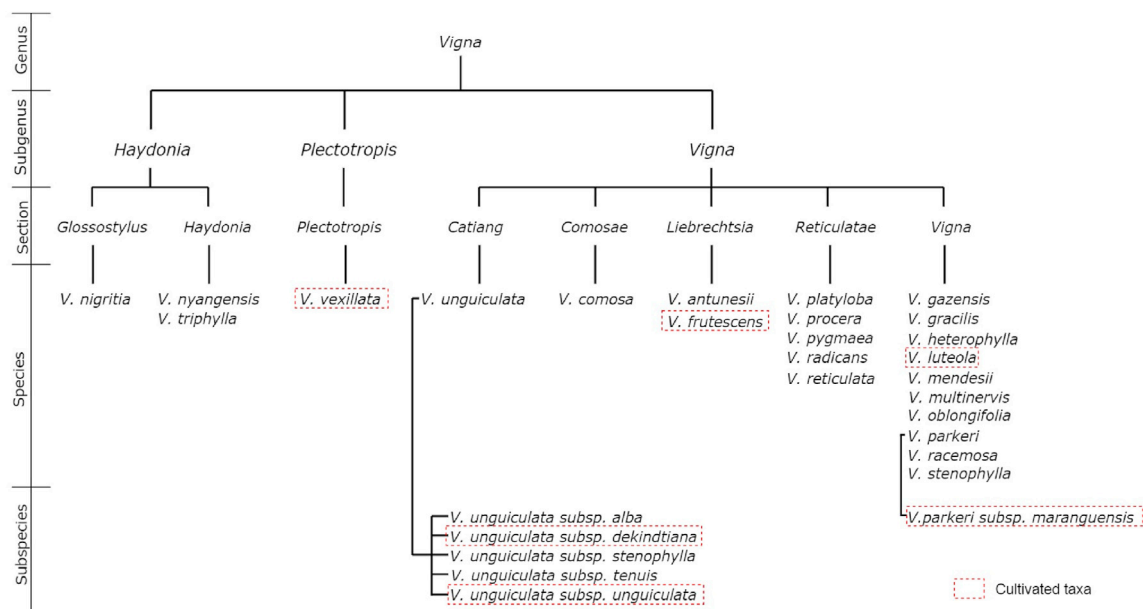 Genus
Vigna
Subgenus
Haydonia
Plectotropis
Vigna
Section
Glossostylus
Haydonia
Plectotropis
Catiang
Comosae
Liebrechtsia
Reticulatae
Vigna
Species
V. nigritia
V. nyangensis
V. triphylla
V. vexillata
V. unguiculata
V. comosa
V. antunesii
V. frutescens
V. platyloba
V. procera
V. pygmaea
V. radicans
V. reticulata
V. gazensis
V. gracilis
V. heterophylla
V. luteola
V. mendesii
V. multinervis
V. oblongifolia
V. parkeri
V. racemosa
V. stenophylla
Subspecies
V. unguiculata subsp. alba
V. unguiculata subsp. dekindtiana
V. unguiculata subsp. stenophylla
V. unguiculata subsp. tenuis
V. unguiculata subsp. unguiculata
V.parkeri subsp. maranguensis
Cultivated taxa